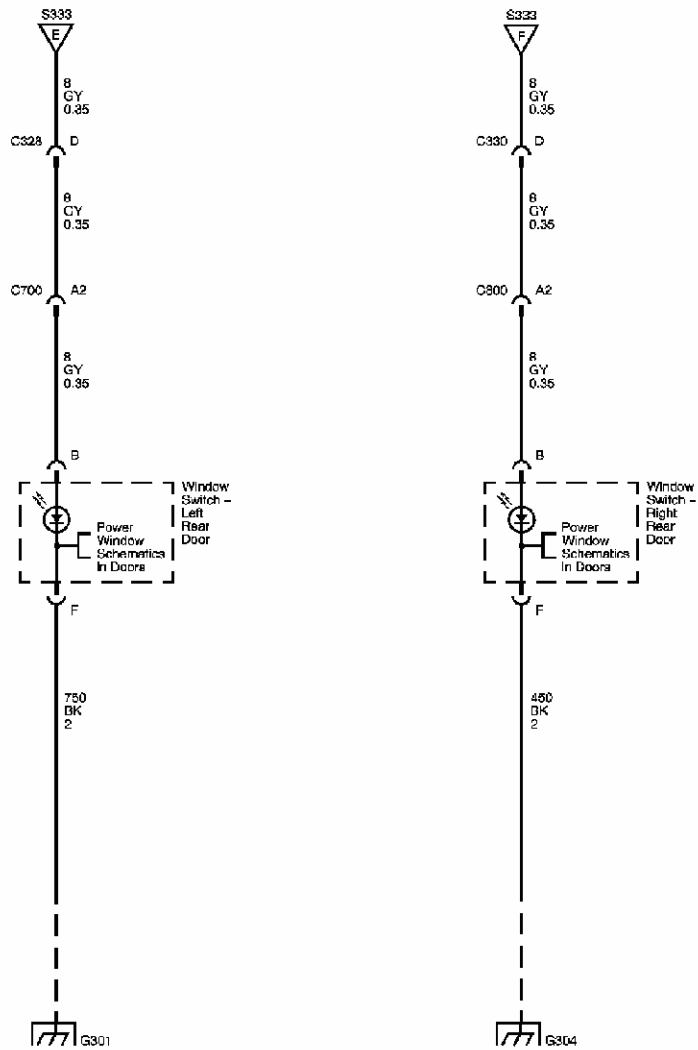 S333
E
8
GY
0.35
C328 D
8
GY
0.35
C700 A2
8
GY
0.35
B
Window
Switch –
Left
Rear
Door
Power
Window
Schematics
In Doors
F
750
BK
2
G301
S333
F
8
GY
0.35
C330 D
8
GY
0.35
C800 A2
8
GY
0.35
B
Window
Switch –
Right
Rear
Door
Power
Window
Schematics
In Doors
F
450
BK
2
G304